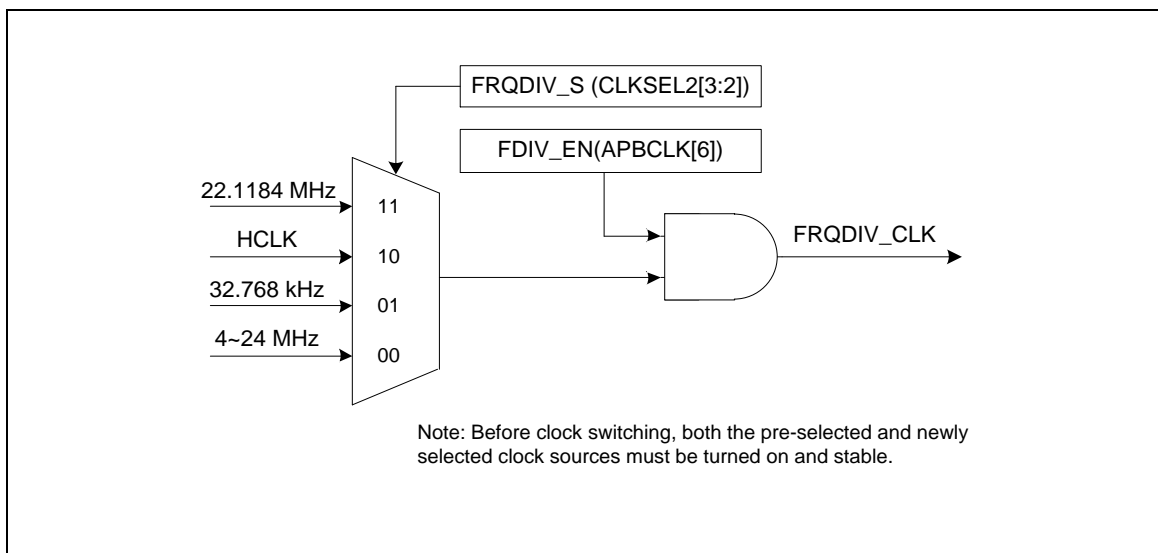 FRQDIV_S (CLKSEL2[3:2])
FDIV_EN(APBCLK[6])
22.1184 MHz
11
HCLK
10
32.768 kHz
01
4~24 MHz
00
FRQDIV_CLK
Note: Before clock switching, both the pre-selected and newly
selected clock sources must be turned on and stable.